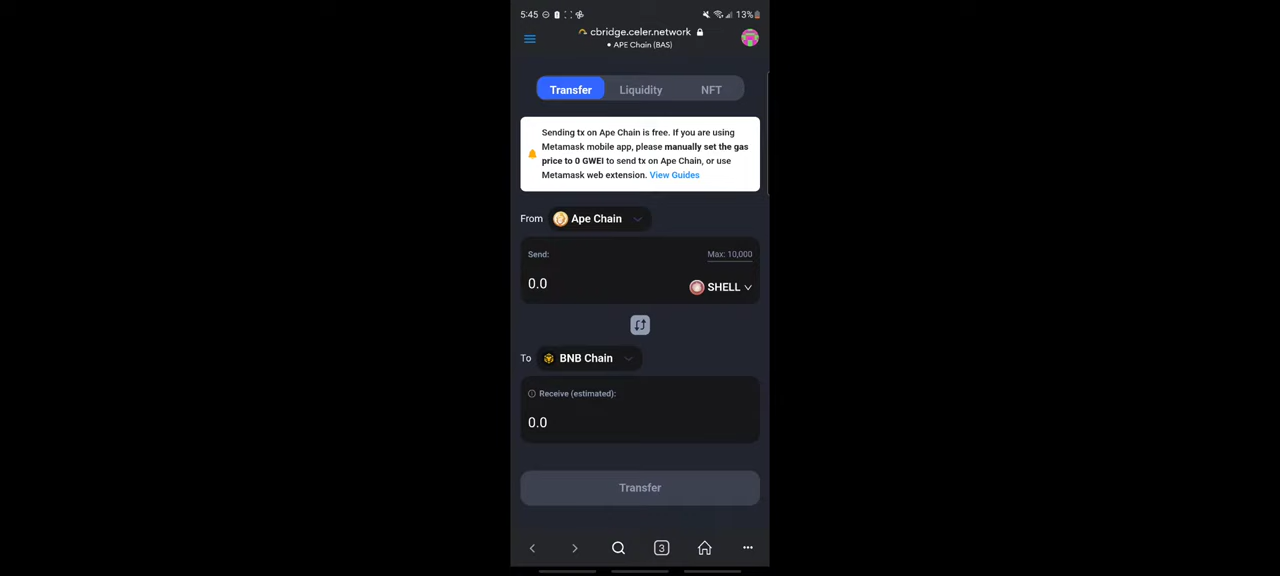 5:45
13%
cbridge.celer.network
• APE Chain (BAS)
Transfer
Liquidity
NFT
Sending tx on Ape Chain is free. If you are using
Metamask mobile app, please manually set the gas
price to 0 GWEI to send tx on Ape Chain, or use
Metamask web extension. View Guides
From Ape Chain
Send:
Max: 10,000
0.0
SHELL
To BNB Chain
Receive (estimated):
0.0
Transfer
3